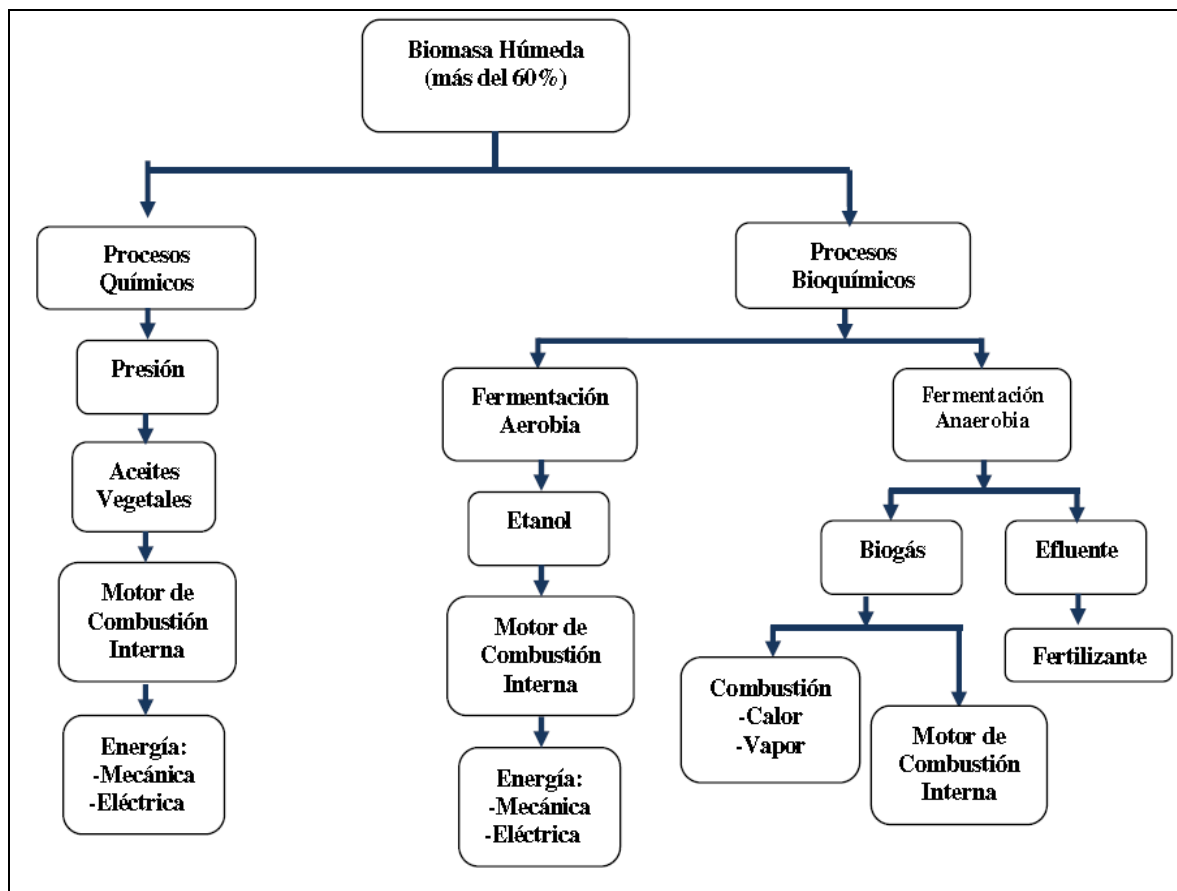 Biomasa Húmeda
(más del 60%)
Procesos
Químicos
Procesos
Bioquímicos
Presión
Fermentación
Aerobia
Fermentación
Anaerobia
Aceites
Vegetales
Etanol
Biogás
Efluente
Motor de
Combustión
Interna
Motor de
Combustión
Interna
Fertilizante
Combustión
-Calor
-Vapor
Motor de
Combustión
Interna
Energía:
-Mecánica
-Eléctrica
Energía:
-Mecánica
-Eléctrica